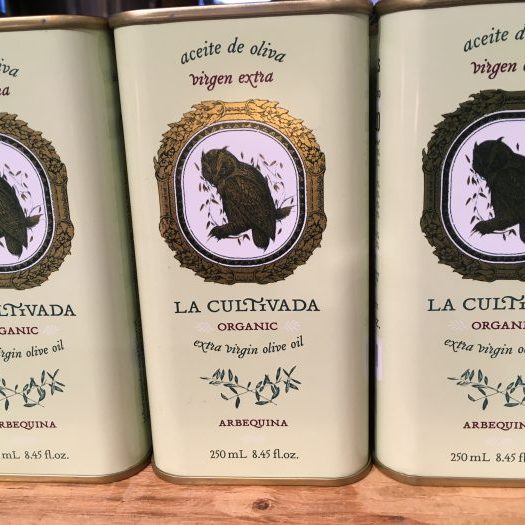 aceite de oliva
virgen extra
LA CULTIVADA
ORGANIC
extra virgin olive oil
ARBEQUINA
250 mL 8.45 fl.oz.